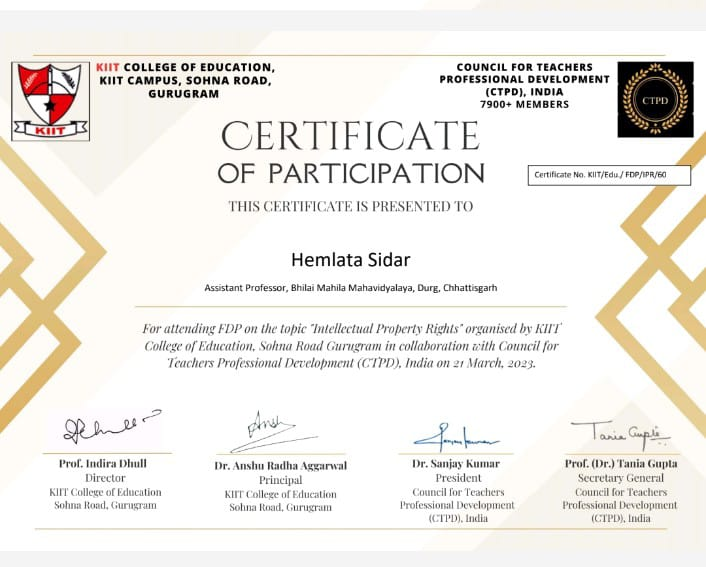 KIIT COLLEGE OF EDUCATION,
KIIT CAMPUS, SOHNA ROAD,
GURUGRAM
KIIT
COUNCIL FOR TEACHERS
PROFESSIONAL DEVELOPMENT
(CTPD), INDIA
7900+ MEMBERS
CTPD
CERTIFICATE
OF PARTICIPATION
Certificate No. KIIT/Edu./ FDP/IPR/60
THIS CERTIFICATE IS PRESENTED TO
Hemlata Sidar
Assistant Professor, Bhilai Mahila Mahavidyalaya, Durg, Chhattisgarh
For attending FDP on the topic "Intellectual Property Rights" organised by KIIT
College of Education, Sohna Road Gurugram in collaboration with Council for
Teachers Professional Development (CTPD), India on 21 March, 2023.
Tania Gupta
Prof. Indira Dhull
Director
KIIT College of Education
Sohna Road, Gurugram
Dr. Anshu Radha Aggarwal
Principal
KIIT College of Education
Sohna Road, Gurugram
Dr. Sanjay Kumar
President
Council for Teachers
Professional Development
(CTPD), India
Prof. (Dr.) Tania Gupta
Secretary General
Council for Teachers
Professional Development
(CTPD), India